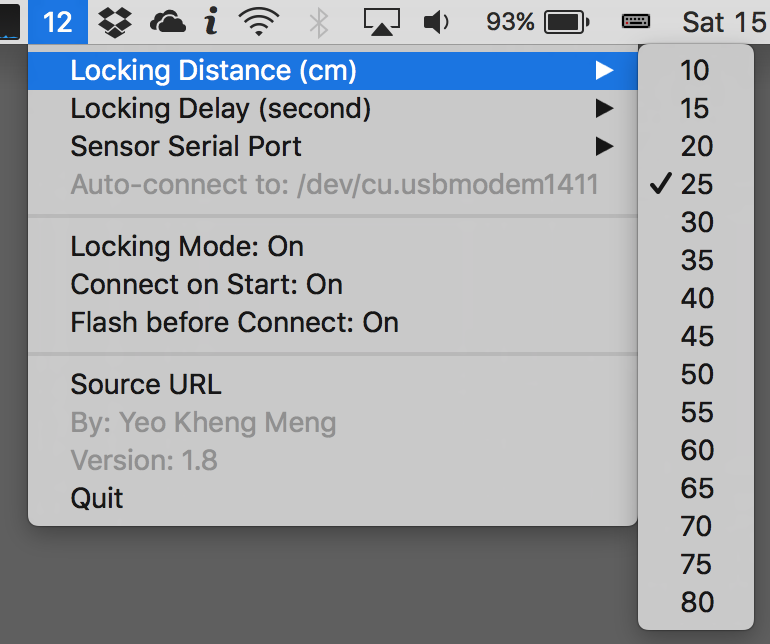 12 93% Sat 15
Locking Distance (cm)
Locking Delay (second)
Sensor Serial Port
Auto-connect to: /dev/cu.usbmodem1411
Locking Mode: On
Connect on Start: On
Flash before Connect: On
Source URL
By: Yeo Kheng Meng
Version: 1.8
Quit
10
15
20
25
30
35
40
45
50
55
60
65
70
75
80